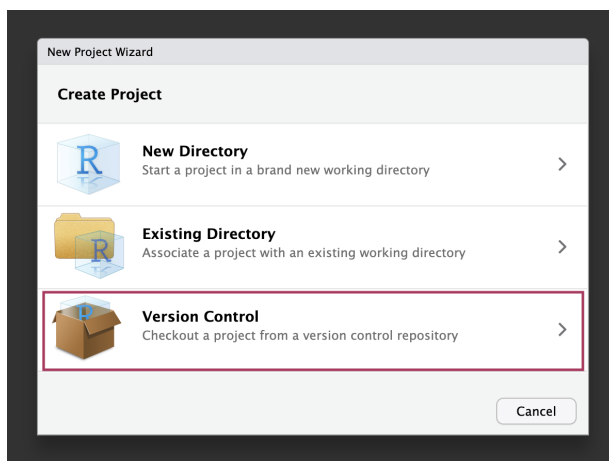 New Project Wizard
Create Project
R
New Directory
Start a project in a brand new working directory
R
Existing Directory
Associate a project with an existing working directory
R
Version Control
Checkout a project from a version control repository
Cancel